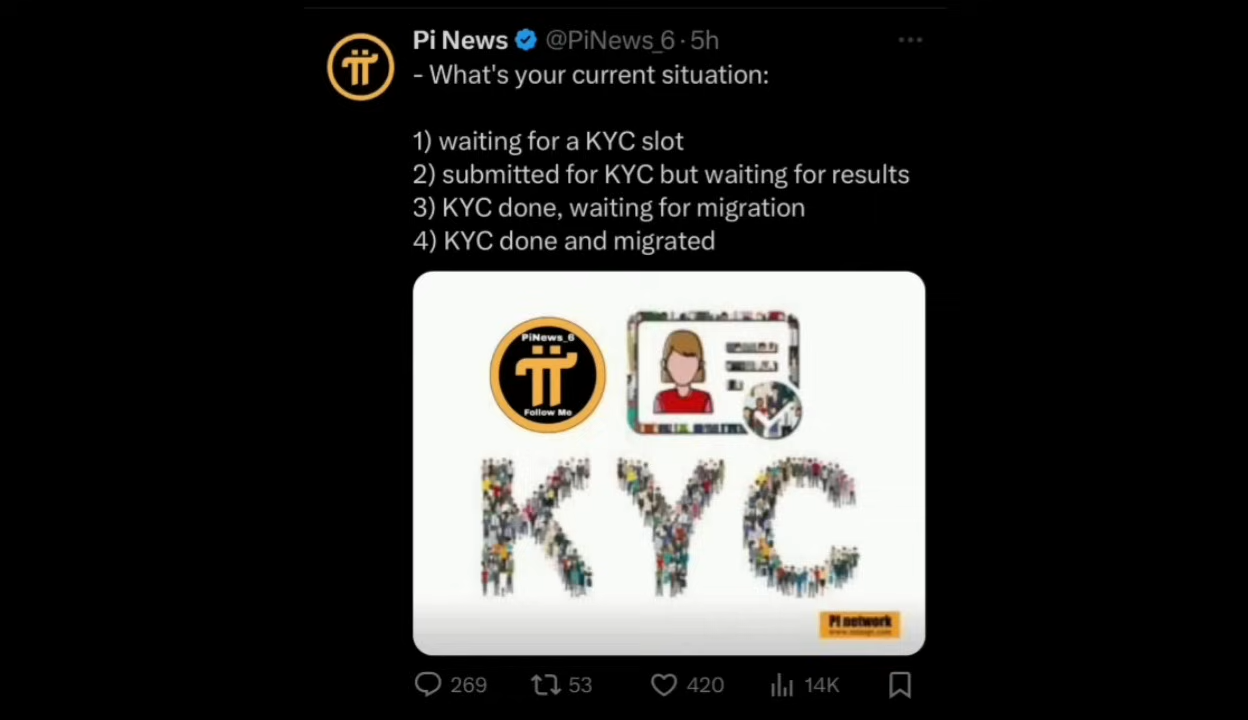 Pi News @PiNews_6 · 5h
- What's your current situation:
1) waiting for a KYC slot
2) submitted for KYC but waiting for results
3) KYC done, waiting for migration
4) KYC done and migrated
PiNews_6
Follow Me
KYC
Pi network
269 53 420 14K